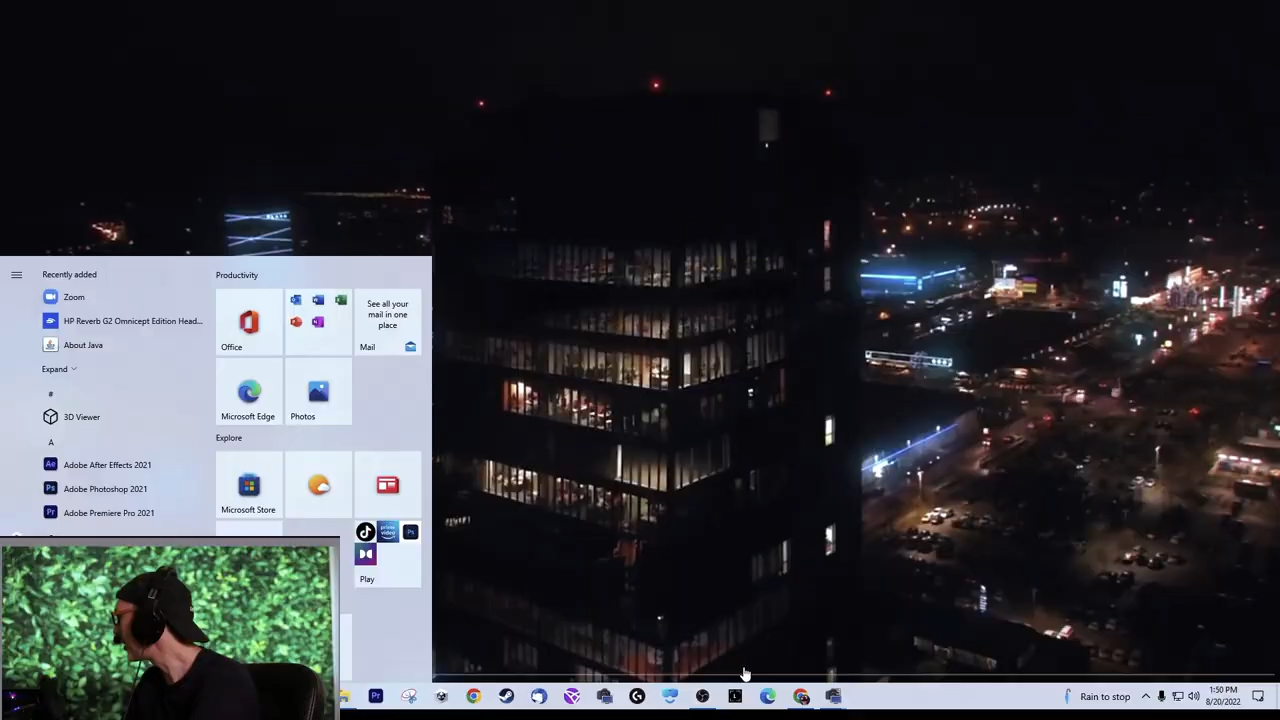 Recently added
Zoom
HP Reverb G2 Omnicept Edition Head...
About Java
Expand
#
3D Viewer
A
Adobe After Effects 2021
Adobe Photoshop 2021
Adobe Premiere Pro 2021
Productivity
Office
See all your
mail in one
place
Mail
Microsoft Edge
Photos
Explore
Microsoft Store
prime
video
Play
Rain to stop
1:50 PM
8/20/2022